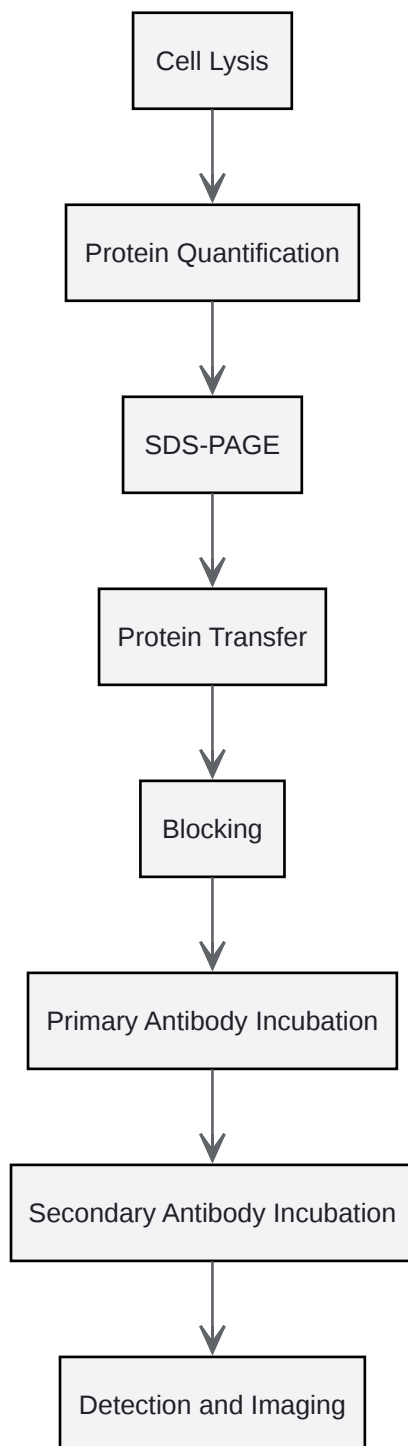 Cell Lysis
Protein Quantification
SDS-PAGE
Protein Transfer
Blocking
Primary Antibody Incubation
Secondary Antibody Incubation
Detection and Imaging